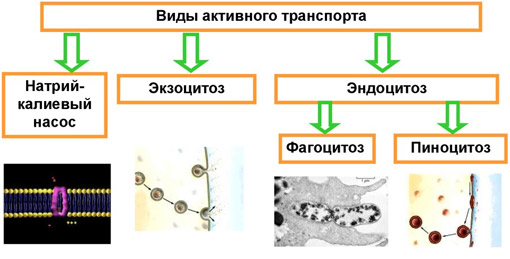 Виды активного транспорта
Натрий-
калиевый
насос
Экзоцитоз
Эндоцитоз
Фагоцитоз
Пиноцитоз